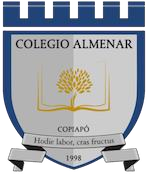 COLEGIO ALMENAR
COPIAPÓ
Hodie labor, cras fructus
1998